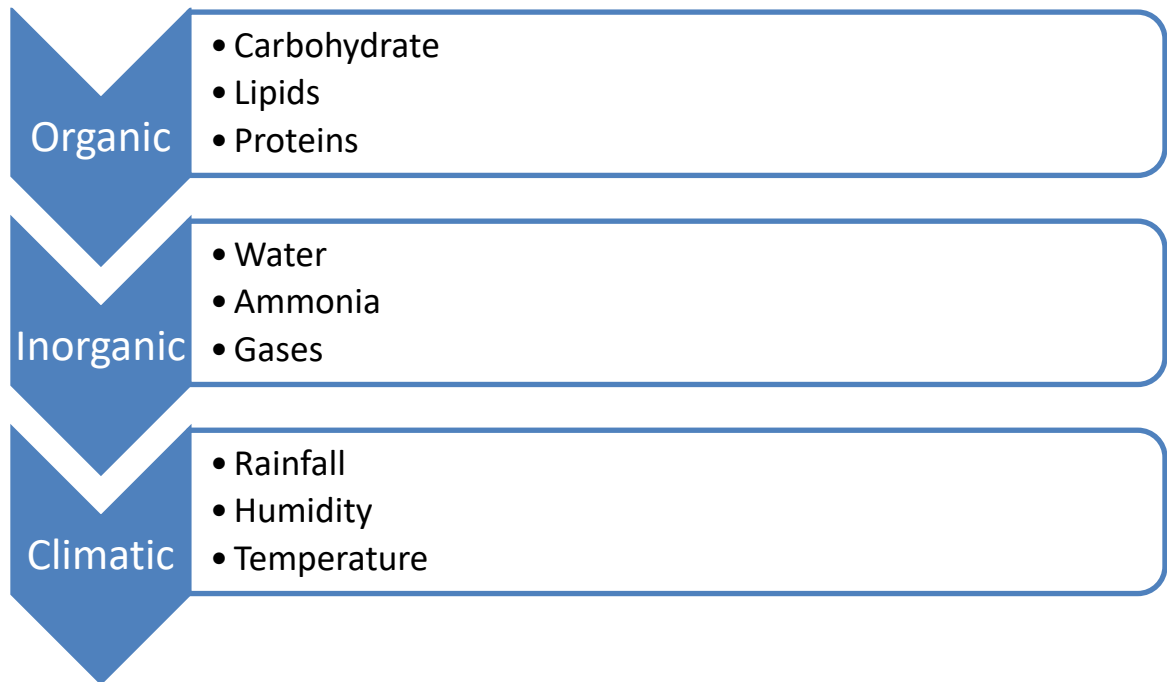 Organic
• Carbohydrate
• Lipids
• Proteins
Inorganic
• Water
• Ammonia
• Gases
Climatic
• Rainfall
• Humidity
• Temperature